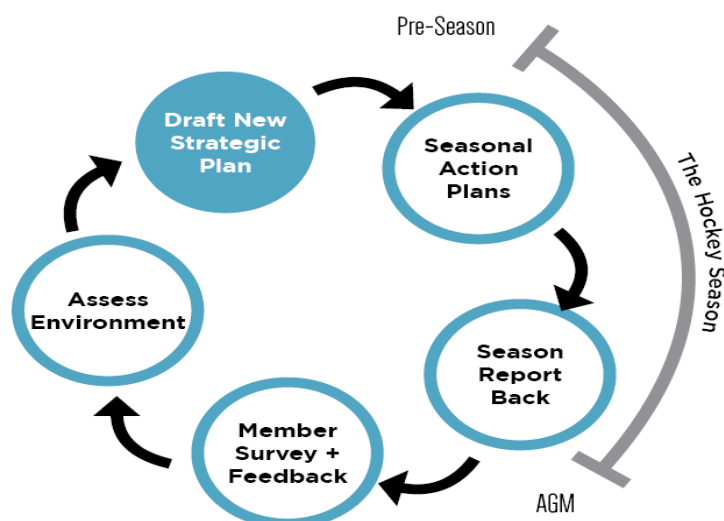 Pre-Season
Draft New
Strategic
Plan
Seasonal
Action
Plans
The Hockey Season
Season
Report
Back
AGM
Member
Survey +
Feedback
Assess
Environment